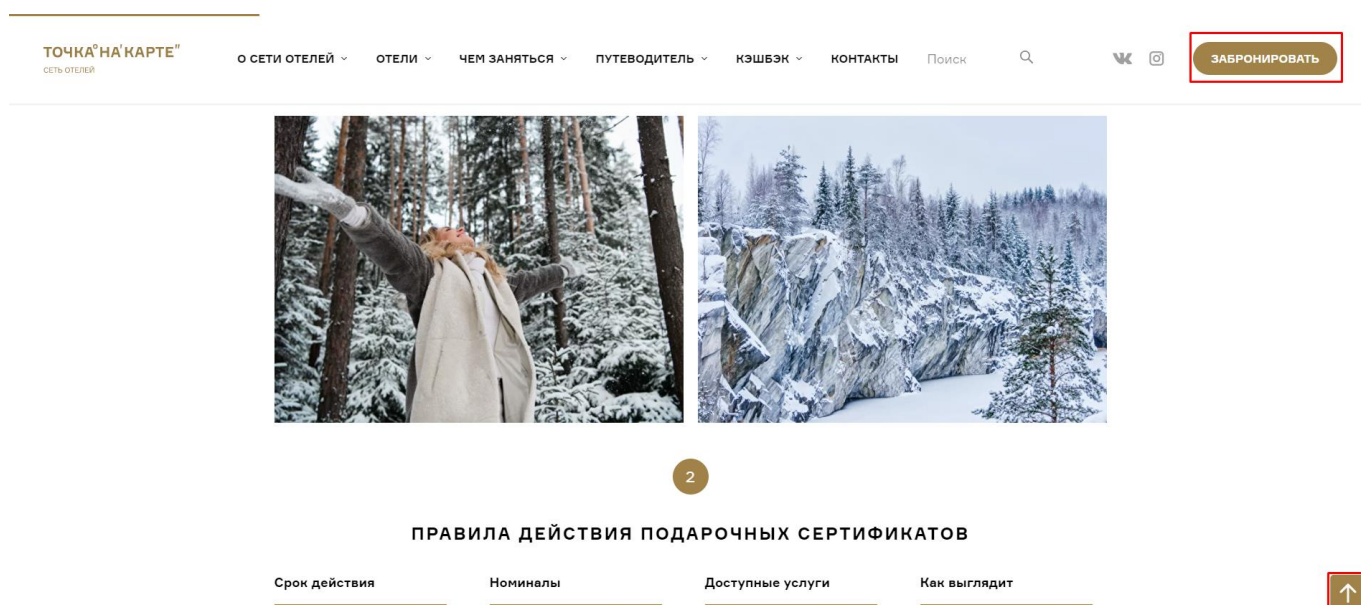 ТОЧКА°НА'КАРТЕ"
СЕТЬ ОТЕЛЕЙ
О СЕТИ ОТЕЛЕЙ ОТЕЛИ ЧЕМ ЗАНЯТЬСЯ ПУТЕВОДИТЕЛЬ КЭШБЭК КОНТАКТЫ Поиск ЗАБРОНИРОВАТЬ
2
ПРАВИЛА ДЕЙСТВИЯ ПОДАРОЧНЫХ СЕРТИФИКАТОВ
Срок действия Номиналы Доступные услуги Как выглядит